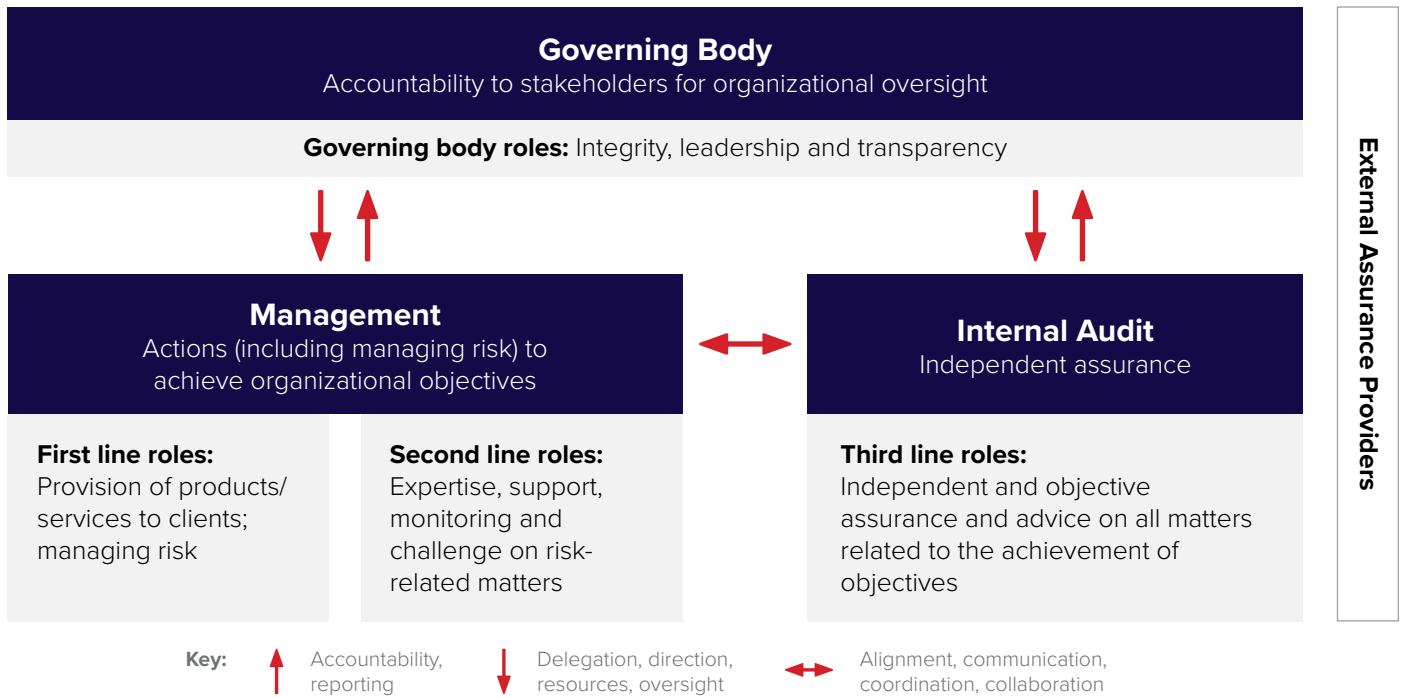 Governing Body
Accountability to stakeholders for organizational oversight
Governing body roles: Integrity, leadership and transparency
Management
Actions (including managing risk) to
achieve organizational objectives
Internal Audit
Independent assurance
First line roles:
Provision of products/
services to clients;
managing risk
Second line roles:
Expertise, support,
monitoring and
challenge on risk-
related matters
Third line roles:
Independent and objective
assurance and advice on all matters
related to the achievement of
objectives
External Assurance Providers
Key:
Accountability,
reporting
Delegation, direction,
resources, oversight
Alignment, communication,
coordination, collaboration